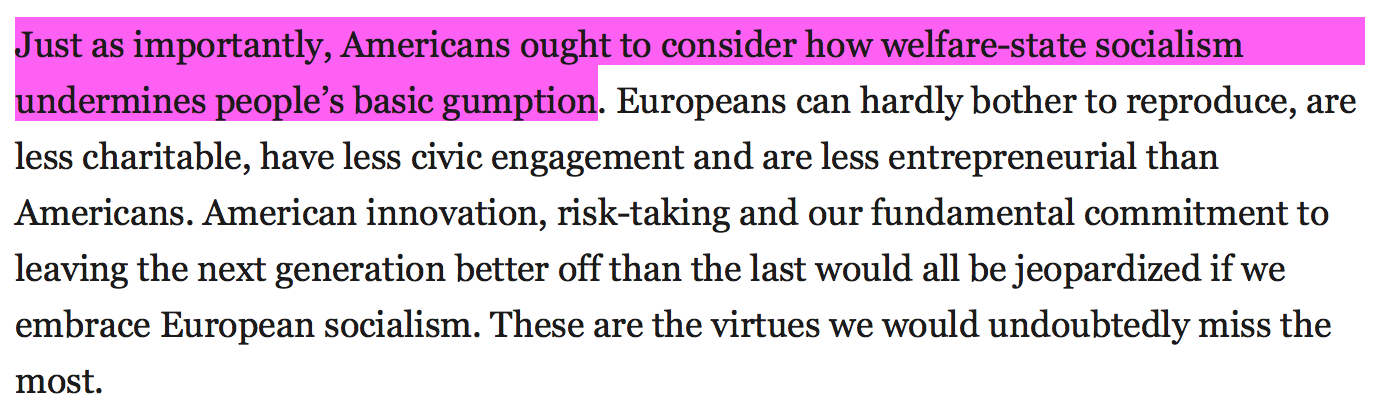 Just as importantly, Americans ought to consider how welfare-state socialism
undermines people’s basic gumption. Europeans can hardly bother to reproduce, are
less charitable, have less civic engagement and are less entrepreneurial than
Americans. American innovation, risk-taking and our fundamental commitment to
leaving the next generation better off than the last would all be jeopardized if we
embrace European socialism. These are the virtues we would undoubtedly miss the
most.